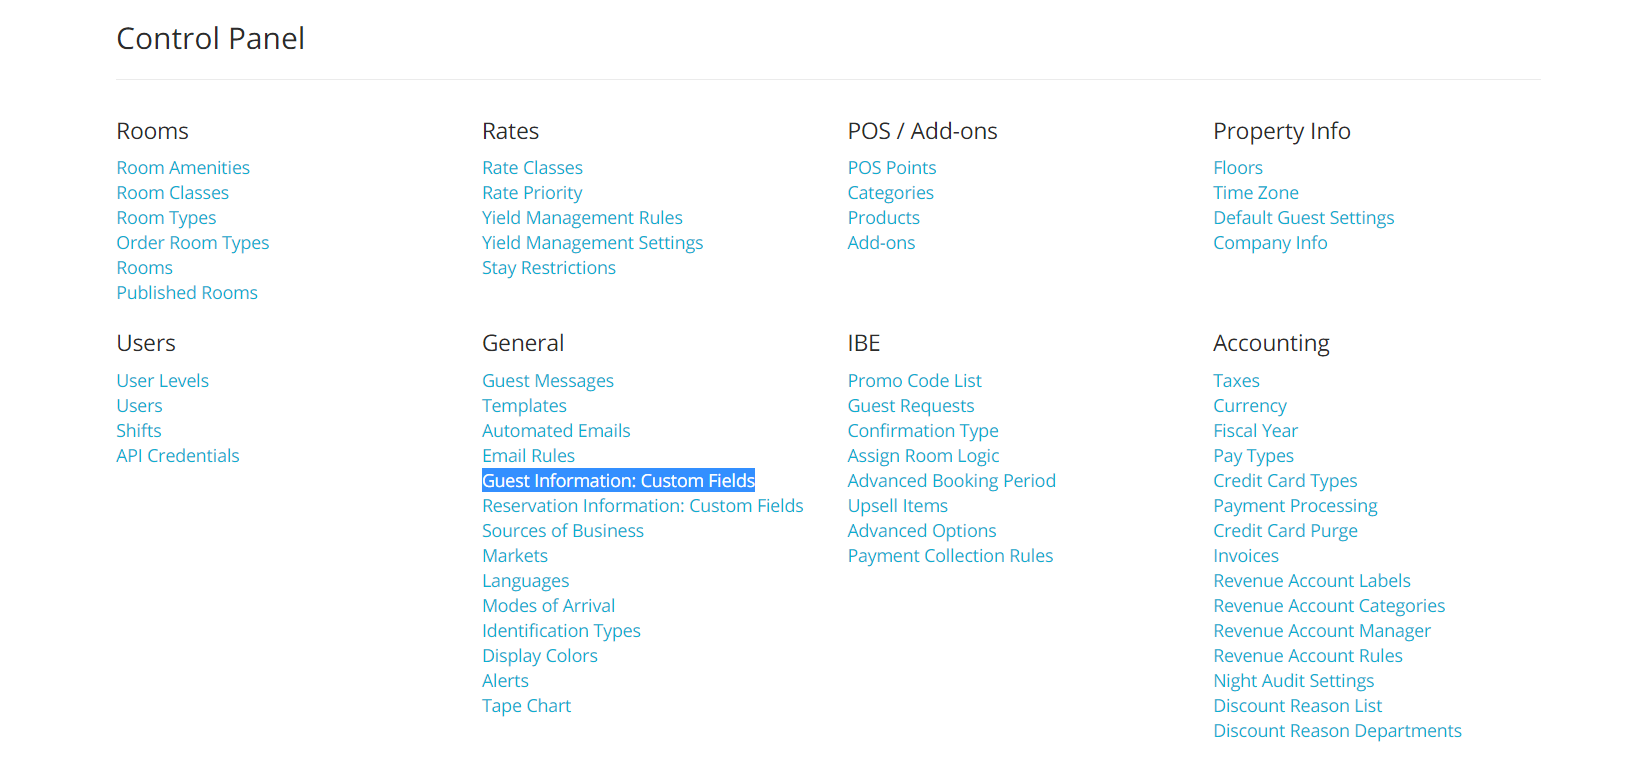 Control Panel
Rooms
Room Amenities
Room Classes
Room Types
Order Room Types
Rooms
Published Rooms
Rates
Rate Classes
Rate Priority
Yield Management Rules
Yield Management Settings
Stay Restrictions
POS / Add-ons
POS Points
Categories
Products
Add-ons
Property Info
Floors
Time Zone
Default Guest Settings
Company Info
Users
User Levels
Users
Shifts
API Credentials
General
Guest Messages
Templates
Automated Emails
Email Rules
Guest Information: Custom Fields
Reservation Information: Custom Fields
Sources of Business
Markets
Languages
Modes of Arrival
Identification Types
Display Colors
Alerts
Tape Chart
IBE
Promo Code List
Guest Requests
Confirmation Type
Assign Room Logic
Advanced Booking Period
Upsell Items
Advanced Options
Payment Collection Rules
Accounting
Taxes
Currency
Fiscal Year
Pay Types
Credit Card Types
Payment Processing
Credit Card Purge
Invoices
Revenue Account Labels
Revenue Account Categories
Revenue Account Manager
Revenue Account Rules
Night Audit Settings
Discount Reason List
Discount Reason Departments